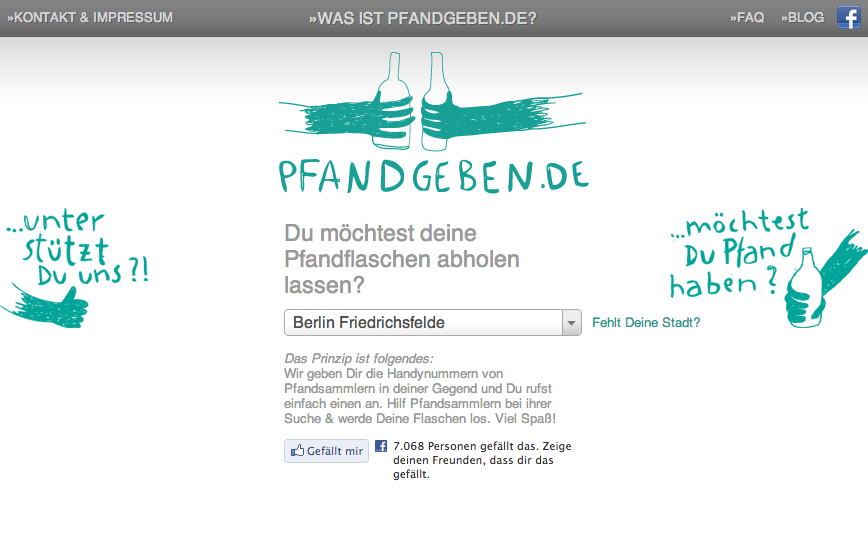 »KONTAKT & IMPRESSUM
»WAS IST PFANDGEBEN.DE?
»FAQ
»BLOG
f
PFANDGEBEN.DE
...unter
stützt
Du uns?!
...möchtest
Du Pfand
haben?
Du möchtest deine
Pfandflaschen abholen
lassen?
Berlin Friedrichsfelde
Fehlt Deine Stadt?
Das Prinzip ist folgendes:
Wir geben Dir die Handynummern von
Pfandsammlern in deiner Gegend und Du rufst
einfach einen an. Hilf Pfandsammlern bei ihrer
Suche & werde Deine Flaschen los. Viel Spaß!
Gefällt mir
f
7.068 Personen gefällt das. Zeige
deinen Freunden, dass dir das
gefällt.